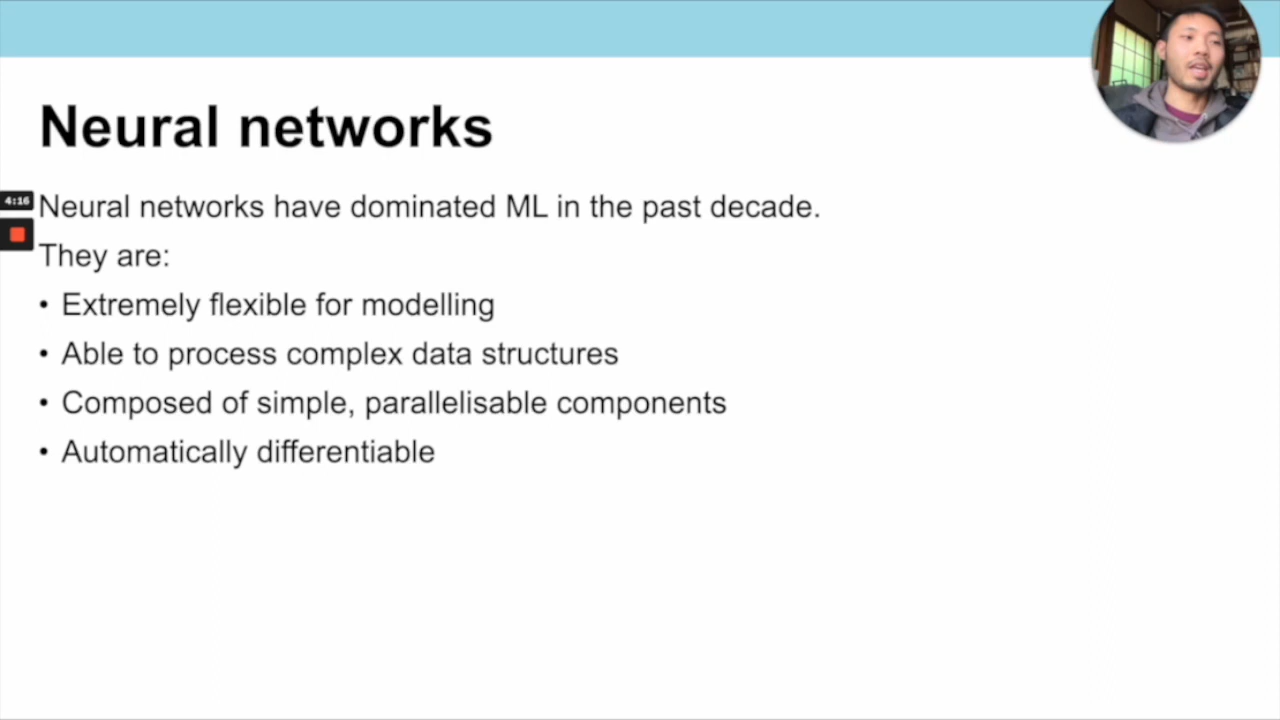 Neural networks
4:16
Neural networks have dominated ML in the past decade.
They are:
• Extremely flexible for modelling
• Able to process complex data structures
• Composed of simple, parallelisable components
• Automatically differentiable